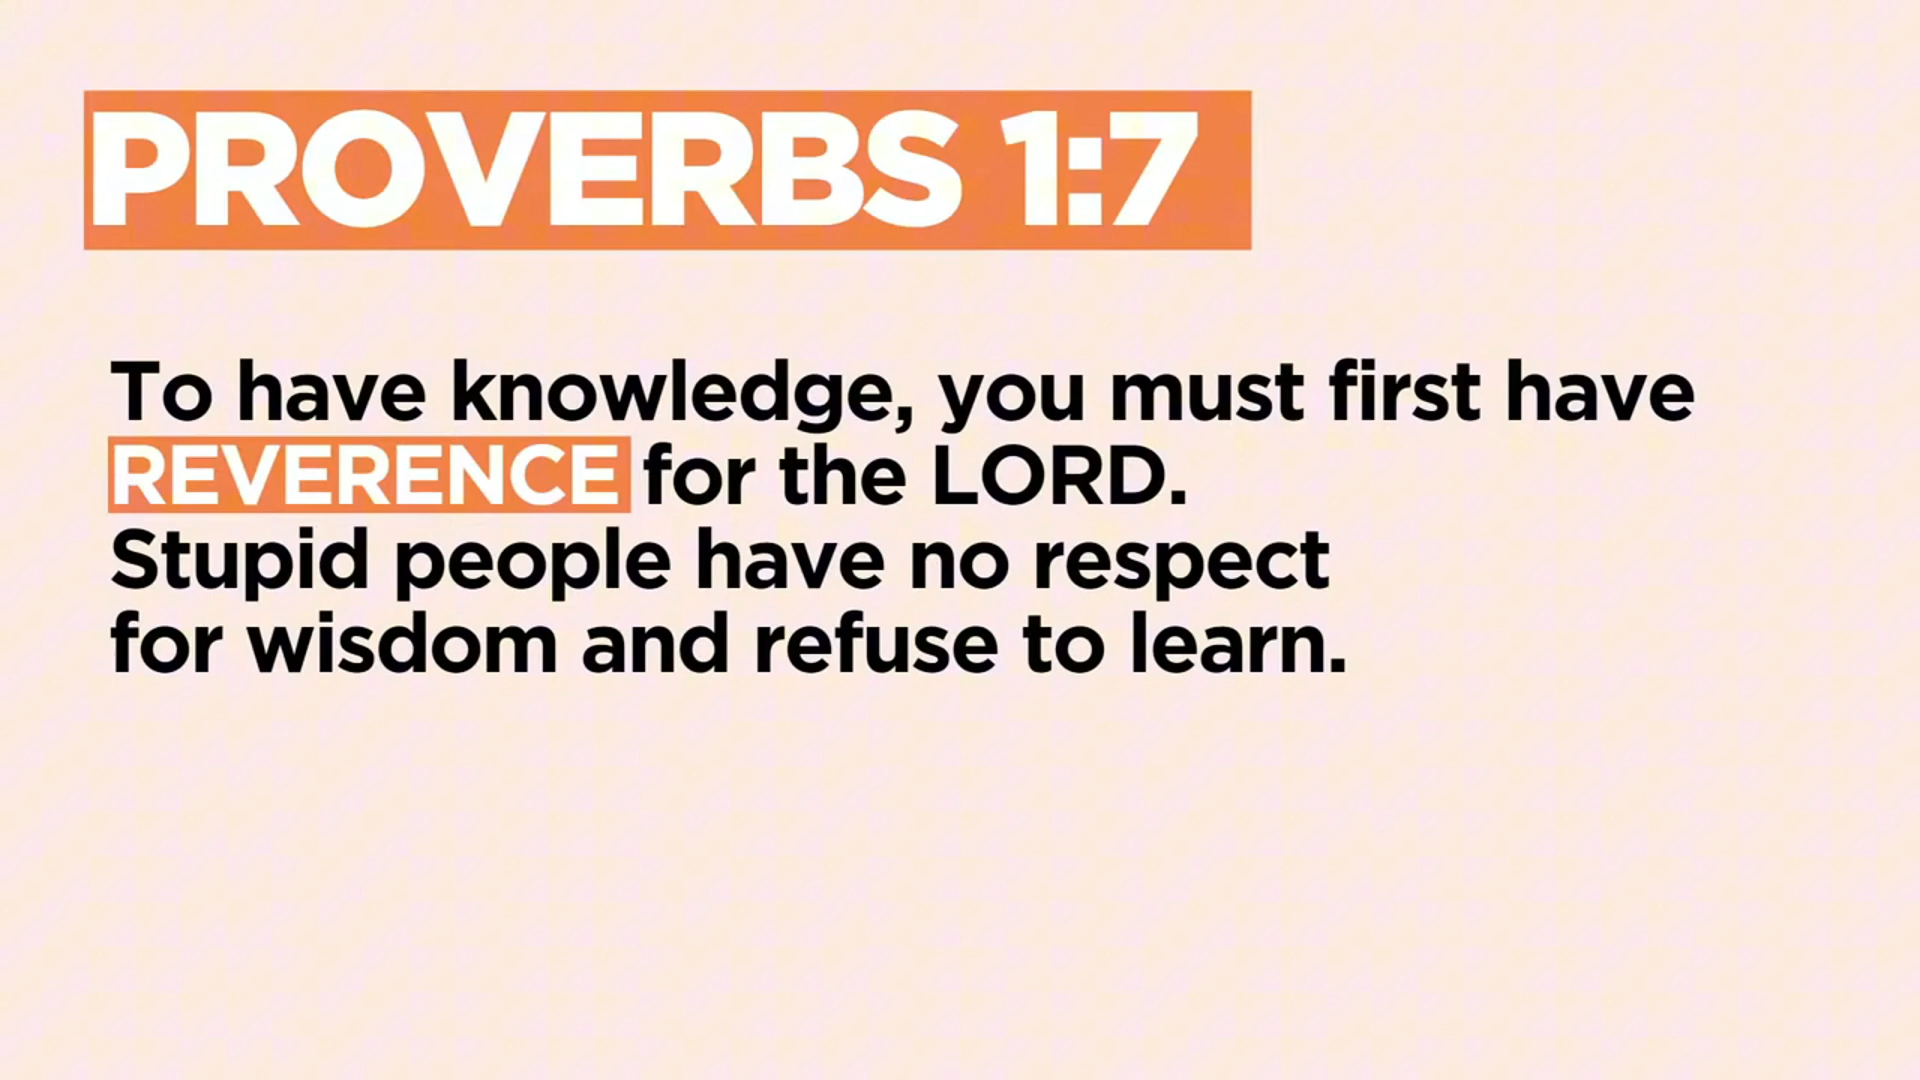 PROVERBS 1:7
To have knowledge, you must first have
REVERENCE for the LORD.
Stupid people have no respect
for wisdom and refuse to learn.